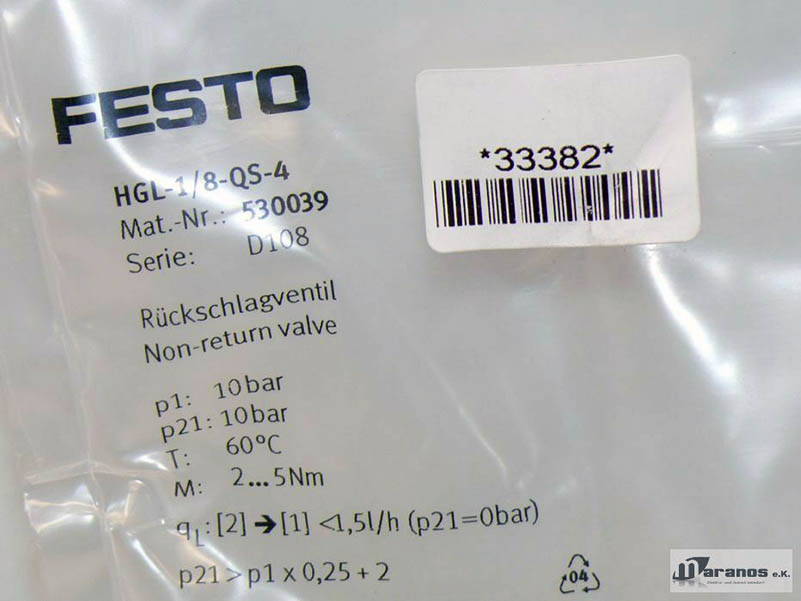 FESTO
HGL-1/8-QS-4
Mat.-Nr.: 530039
Serie: D108
Rückschlagventil
Non-return valve
p1: 10bar
p21: 10bar
T: 60°C
M: 2...5Nm
qL: [2] ➔ [1] <1,5l/h (p21=0bar)
p21 > p1 x 0,25 + 2
*33382*
04
Maranos e.K.